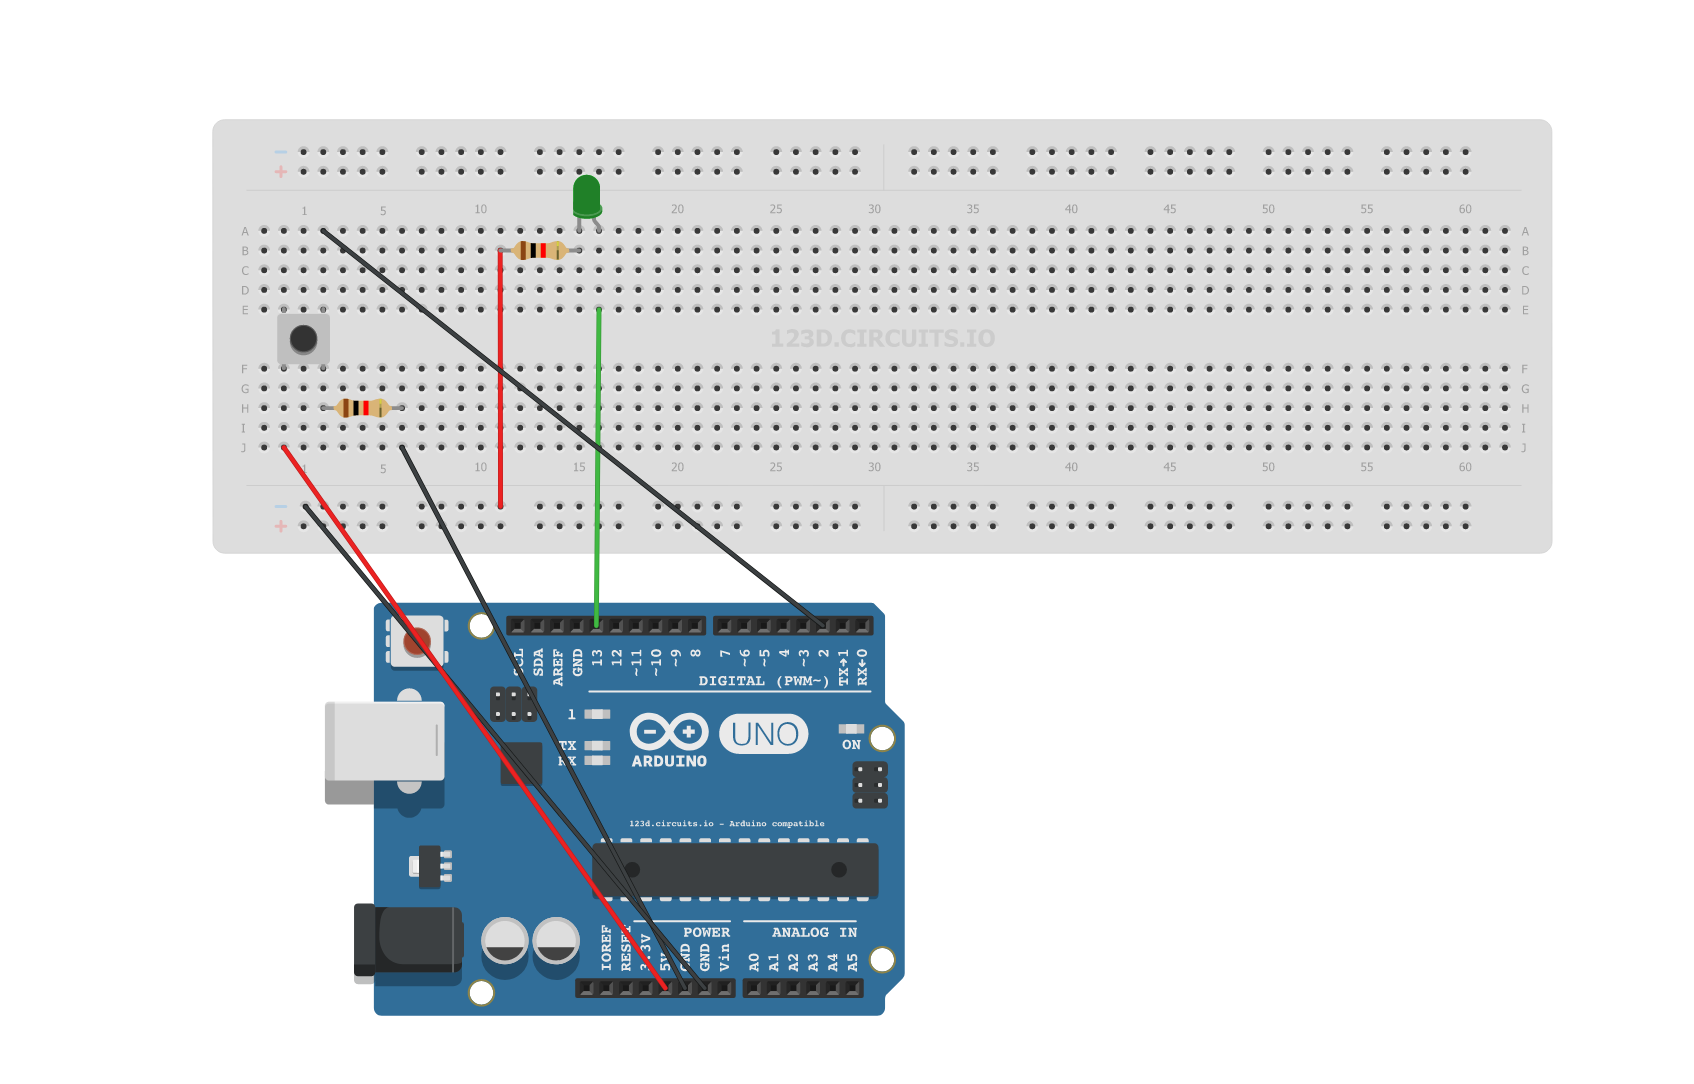 − −
+ +
1 5 10 15 20 25 30 35 40 45 50 55 60
A A
B B
C C
D D
E E
123D.CIRCUITS.IO
F F
G G
H H
I I
J J
1 5 10 15 20 25 30 35 40 45 50 55 60
−
+
SCL SDA AREF GND 13 12 ~11 ~10 ~9 8 7 ~6 ~5 4 ~3 2 TX→1 RX←0
DIGITAL (PWM~)
l
TX
RX
ARDUINO
UNO
ON
123d.circuits.io - Arduino compatible
POWER ANALOG IN
IOREF RESET 3.3V 5V GND GND Vin A0 A1 A2 A3 A4 A5